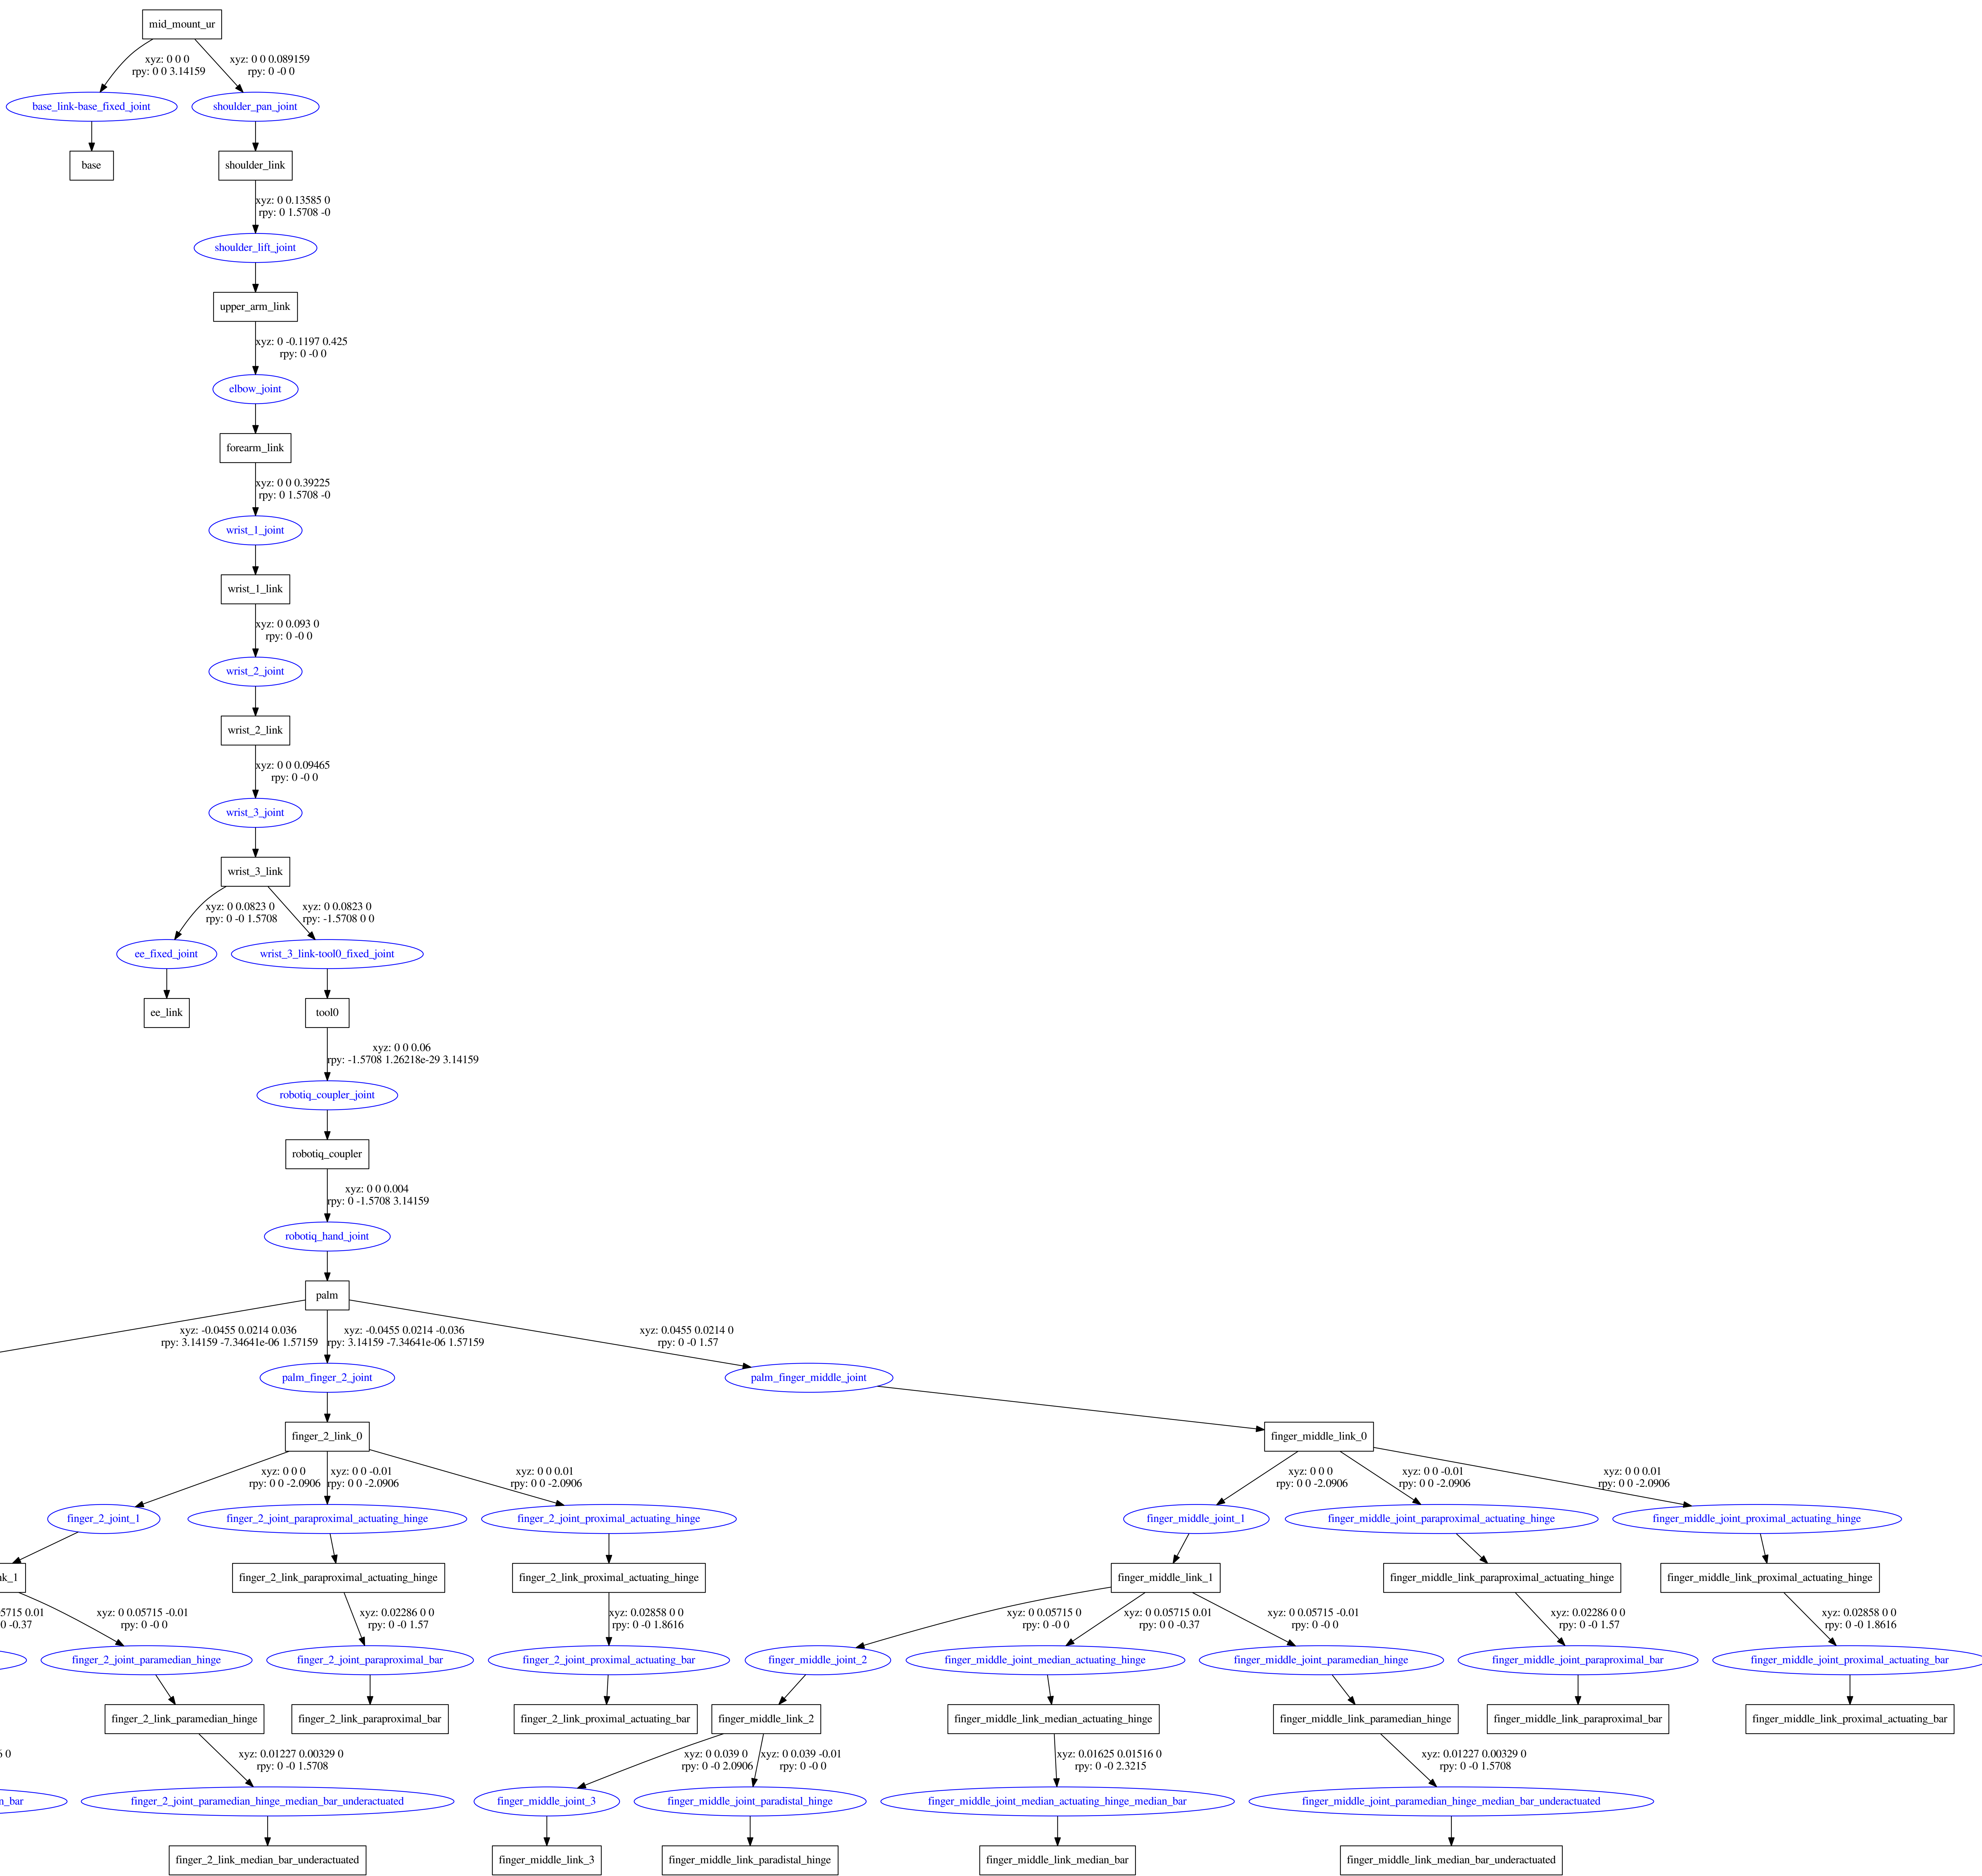 mid_mount_ur
xyz: 0 0 0
rpy: 0 0 3.14159
xyz: 0 0 0.089159
rpy: 0 -0 0
base_link-base_fixed_joint
shoulder_pan_joint
base
shoulder_link
xyz: 0 0.13585 0
rpy: 0 1.5708 -0
shoulder_lift_joint
upper_arm_link
xyz: 0 -0.1197 0.425
rpy: 0 -0 0
elbow_joint
forearm_link
xyz: 0 0 0.39225
rpy: 0 1.5708 -0
wrist_1_joint
wrist_1_link
xyz: 0 0.093 0
rpy: 0 -0 0
wrist_2_joint
wrist_2_link
xyz: 0 0 0.09465
rpy: 0 -0 0
wrist_3_joint
wrist_3_link
xyz: 0 0.0823 0
rpy: 0 -0 1.5708
xyz: 0 0.0823 0
rpy: -1.5708 0 0
ee_fixed_joint
wrist_3_link-tool0_fixed_joint
ee_link
tool0
xyz: 0 0 0.06
rpy: -1.5708 1.26218e-29 3.14159
robotiq_coupler_joint
robotiq_coupler
xyz: 0 0 0.004
rpy: 0 -1.5708 3.14159
robotiq_hand_joint
palm
xyz: -0.0455 0.0214 0.036
rpy: 3.14159 -7.34641e-06 1.57159
xyz: -0.0455 0.0214 -0.036
rpy: 3.14159 -7.34641e-06 1.57159
xyz: 0.0455 0.0214 0
rpy: 0 -0 1.57
palm_finger_2_joint
palm_finger_middle_joint
finger_2_link_0
finger_middle_link_0
xyz: 0 0 0
rpy: 0 0 -2.0906
xyz: 0 0 -0.01
rpy: 0 0 -2.0906
xyz: 0 0 0.01
rpy: 0 0 -2.0906
xyz: 0 0 0
rpy: 0 0 -2.0906
xyz: 0 0 -0.01
rpy: 0 0 -2.0906
xyz: 0 0 0.01
rpy: 0 0 -2.0906
finger_2_joint_1
finger_2_joint_paraproximal_actuating_hinge
finger_2_joint_proximal_actuating_hinge
finger_middle_joint_1
finger_middle_joint_paraproximal_actuating_hinge
finger_middle_joint_proximal_actuating_hinge
nk_1
finger_2_link_paraproximal_actuating_hinge
finger_2_link_proximal_actuating_hinge
finger_middle_link_1
finger_middle_link_paraproximal_actuating_hinge
finger_middle_link_proximal_actuating_hinge
05715 0.01
0 -0.37
xyz: 0 0.05715 -0.01
rpy: 0 -0 0
xyz: 0.02286 0 0
rpy: 0 -0 1.57
xyz: 0.02858 0 0
rpy: 0 -0 1.8616
xyz: 0 0.05715 0
rpy: 0 -0 0
xyz: 0 0.05715 0.01
rpy: 0 0 -0.37
xyz: 0 0.05715 -0.01
rpy: 0 -0 0
xyz: 0.02286 0 0
rpy: 0 -0 1.57
xyz: 0.02858 0 0
rpy: 0 -0 1.8616
finger_2_joint_paramedian_hinge
finger_2_joint_paraproximal_bar
finger_2_joint_proximal_actuating_bar
finger_middle_joint_2
finger_middle_joint_median_actuating_hinge
finger_middle_joint_paramedian_hinge
finger_middle_joint_paraproximal_bar
finger_middle_joint_proximal_actuating_bar
finger_2_link_paramedian_hinge
finger_2_link_paraproximal_bar
finger_2_link_proximal_actuating_bar
finger_middle_link_2
finger_middle_link_median_actuating_hinge
finger_middle_link_paramedian_hinge
finger_middle_link_paraproximal_bar
finger_middle_link_proximal_actuating_bar
6 0
xyz: 0.01227 0.00329 0
rpy: 0 -0 1.5708
xyz: 0 0.039 0
rpy: 0 -0 2.0906
xyz: 0 0.039 -0.01
rpy: 0 -0 0
xyz: 0.01625 0.01516 0
rpy: 0 -0 2.3215
xyz: 0.01227 0.00329 0
rpy: 0 -0 1.5708
n_bar
finger_2_joint_paramedian_hinge_median_bar_underactuated
finger_middle_joint_3
finger_middle_joint_paradistal_hinge
finger_middle_joint_median_actuating_hinge_median_bar
finger_middle_joint_paramedian_hinge_median_bar_underactuated
finger_2_link_median_bar_underactuated
finger_middle_link_3
finger_middle_link_paradistal_hinge
finger_middle_link_median_bar
finger_middle_link_median_bar_underactuated